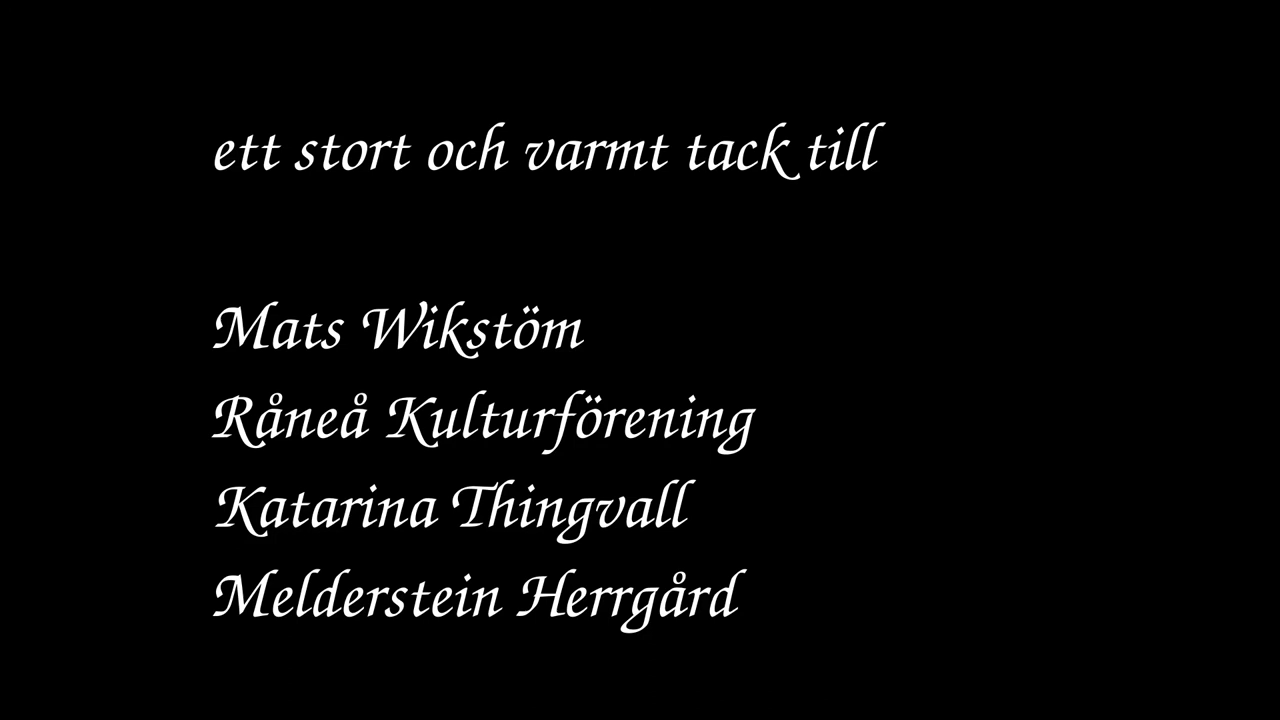 ett stort och varmt tack till
Mats Wikstöm
Råneå Kulturförening
Katarina Thingvall
Melderstein Herrgård